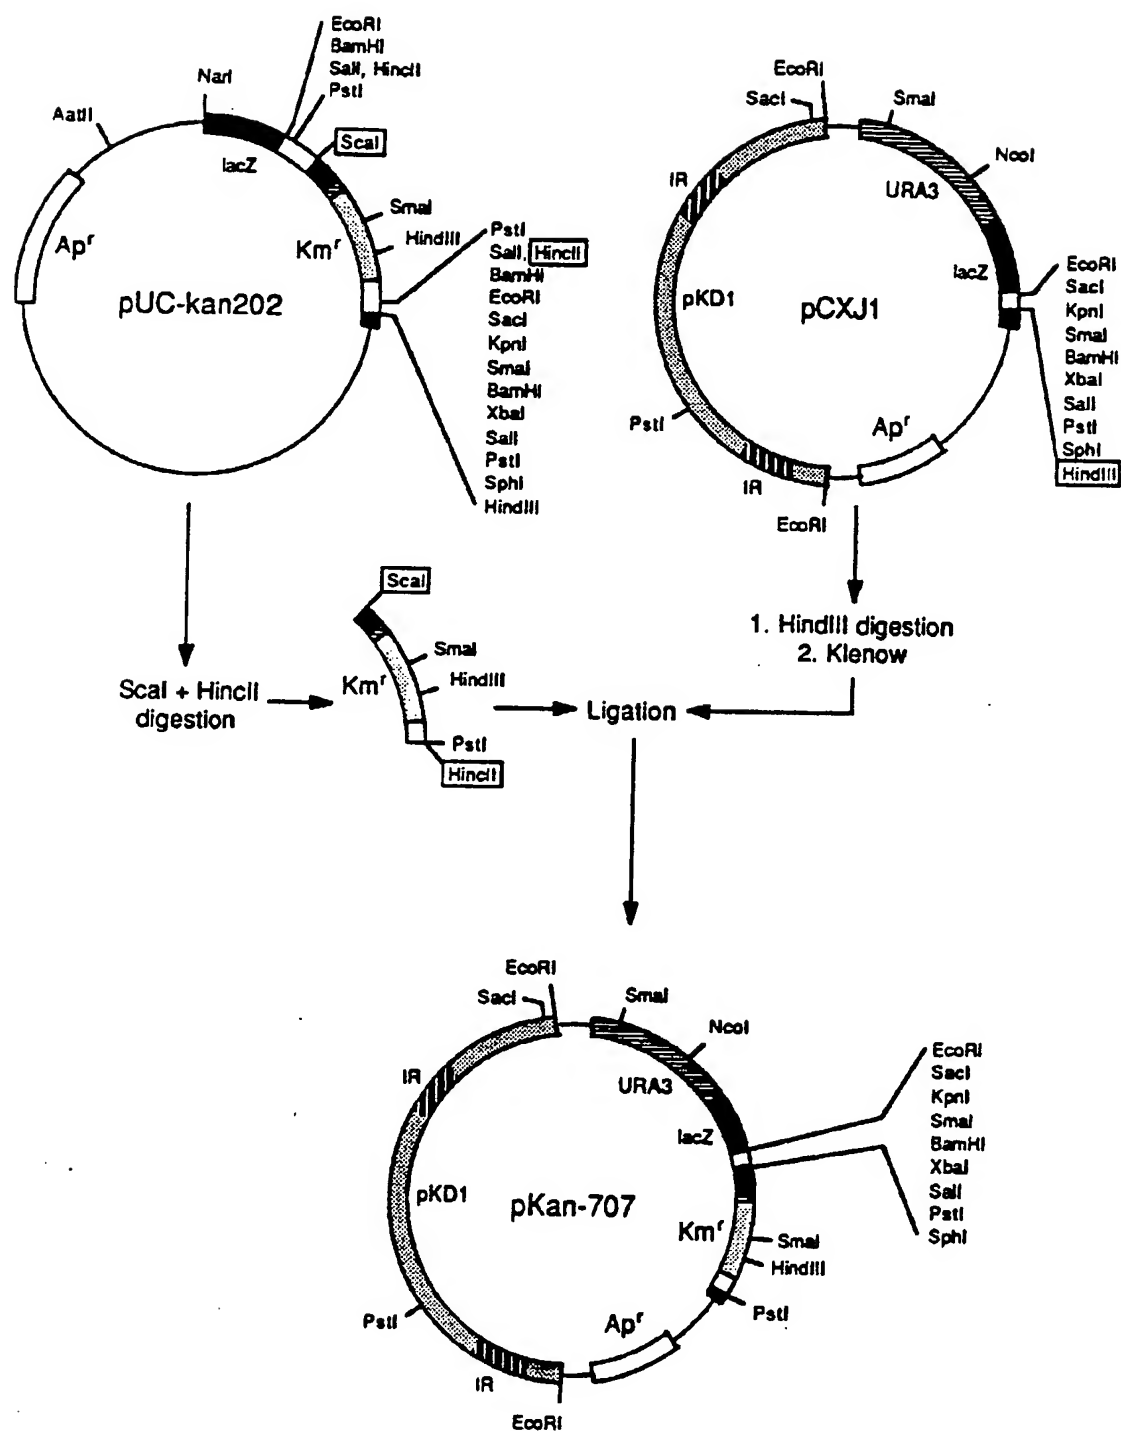 EcoRI
BamHI
SalI, HincII
PstI
NarI
AatII
ScaI
lacZ
SmaI
HindIII
Kmr
Apr
pUC-kan202
PstI
SalI, HincII
BamHI
EcoRI
SacI
KpnI
SmaI
BamHI
XbaI
SalI
PstI
SphI
HindIII
EcoRI
SacI
SmaI
NcoI
IR
URA3
lacZ
pKD1
pCXJ1
EcoRI
SacI
KpnI
SmaI
BamHI
XbaI
SalI
PstI
SphI
HindIII
PstI
Apr
IR
EcoRI
ScaI
SmaI
HindIII
Kmr
PstI
HincII
ScaI + HincII
digestion
Ligation
1. HindIII digestion
2. Klenow
EcoRI
SacI
SmaI
NcoI
IR
URA3
lacZ
pKD1
pKan-707
EcoRI
SacI
KpnI
SmaI
BamHI
XbaI
SalI
PstI
SphI
Kmr
SmaI
HindIII
PstI
PstI
Apr
IR
EcoRI